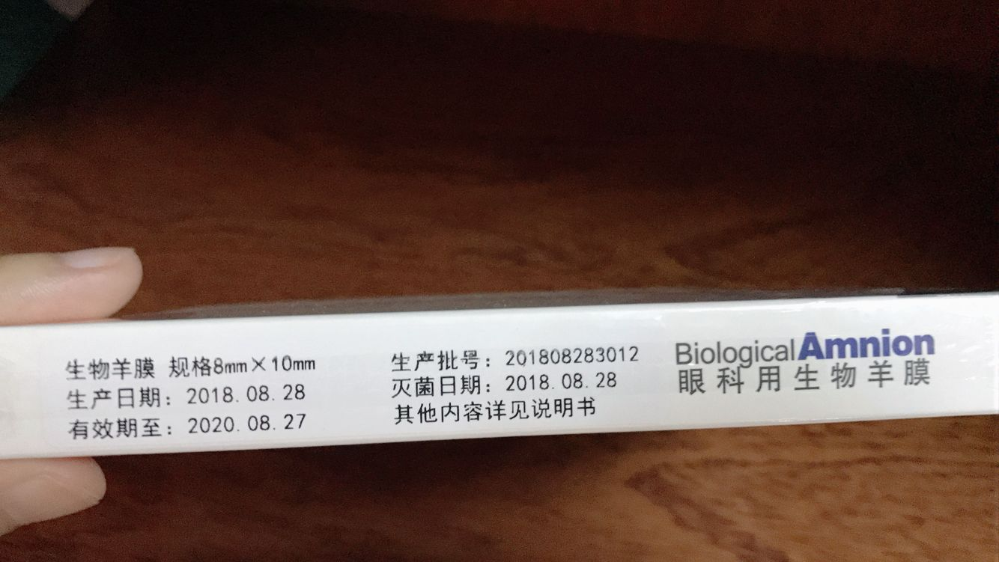 生物羊膜 规格8mm×10mm
生产日期：2018.08.28
有效期至：2020.08.27
生产批号：201808283012
灭菌日期：2018.08.28
其他内容详见说明书
Biological Amnion
眼科用生物羊膜